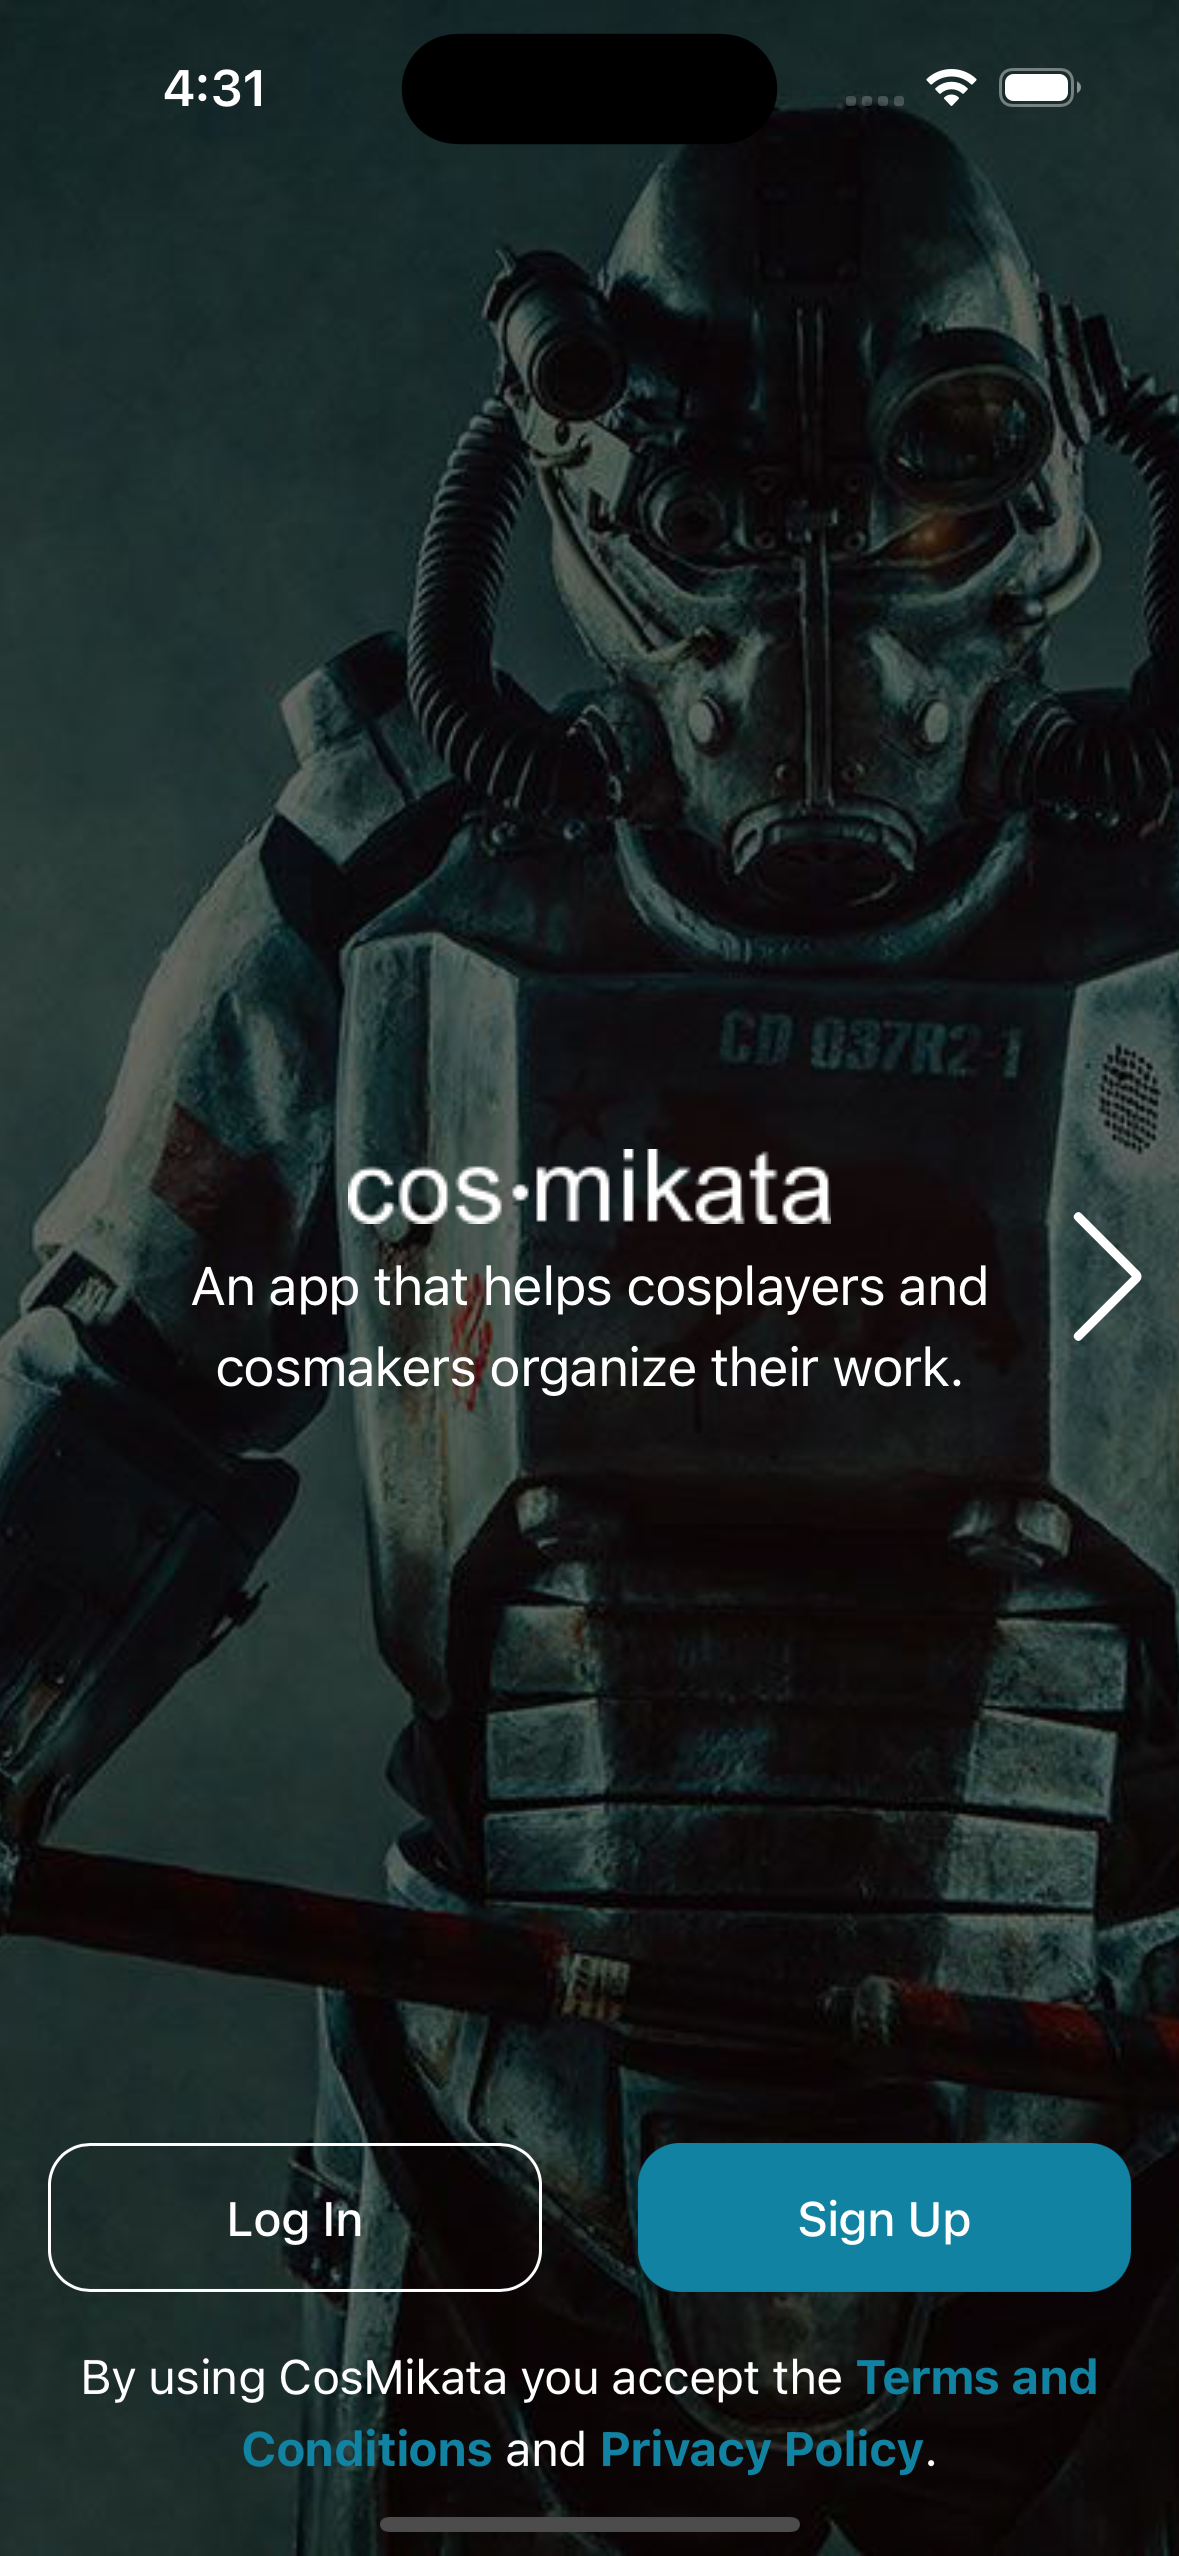 4:31
CD 037R2-1
cos·mikata
An app that helps cosplayers and
cosmakers organize their work.
Log In
Sign Up
By using CosMikata you accept the Terms and
Conditions and Privacy Policy.